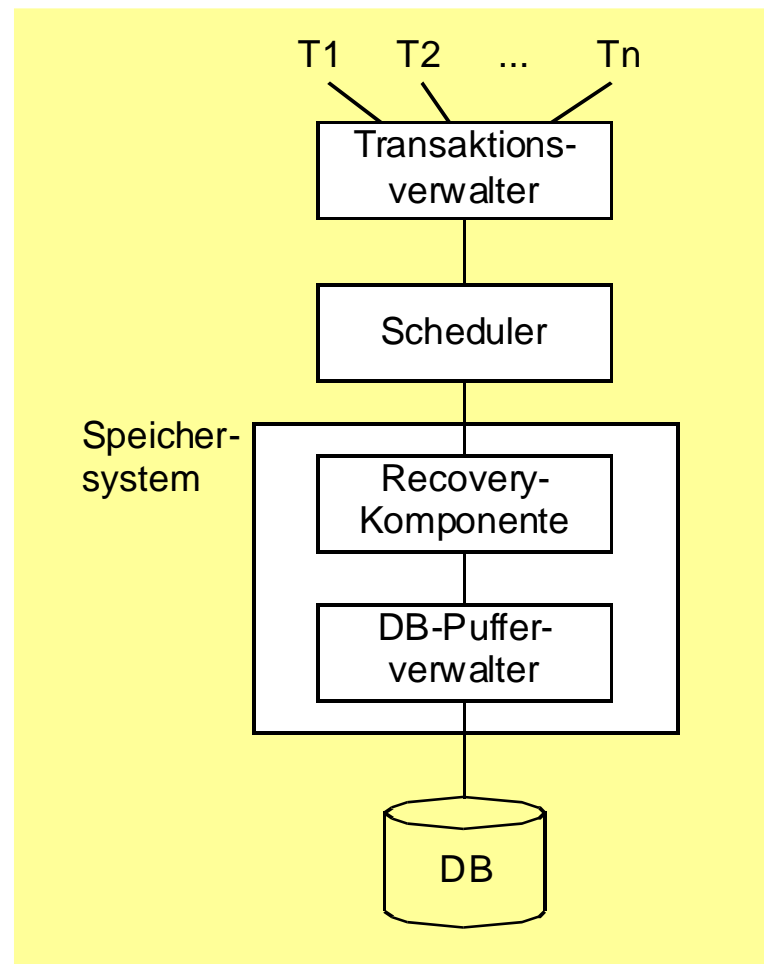 T1 T2 ... Tn
Transaktions-
verwalter
Scheduler
Speicher-
system
Recovery-
Komponente
DB-Puffer-
verwalter
DB